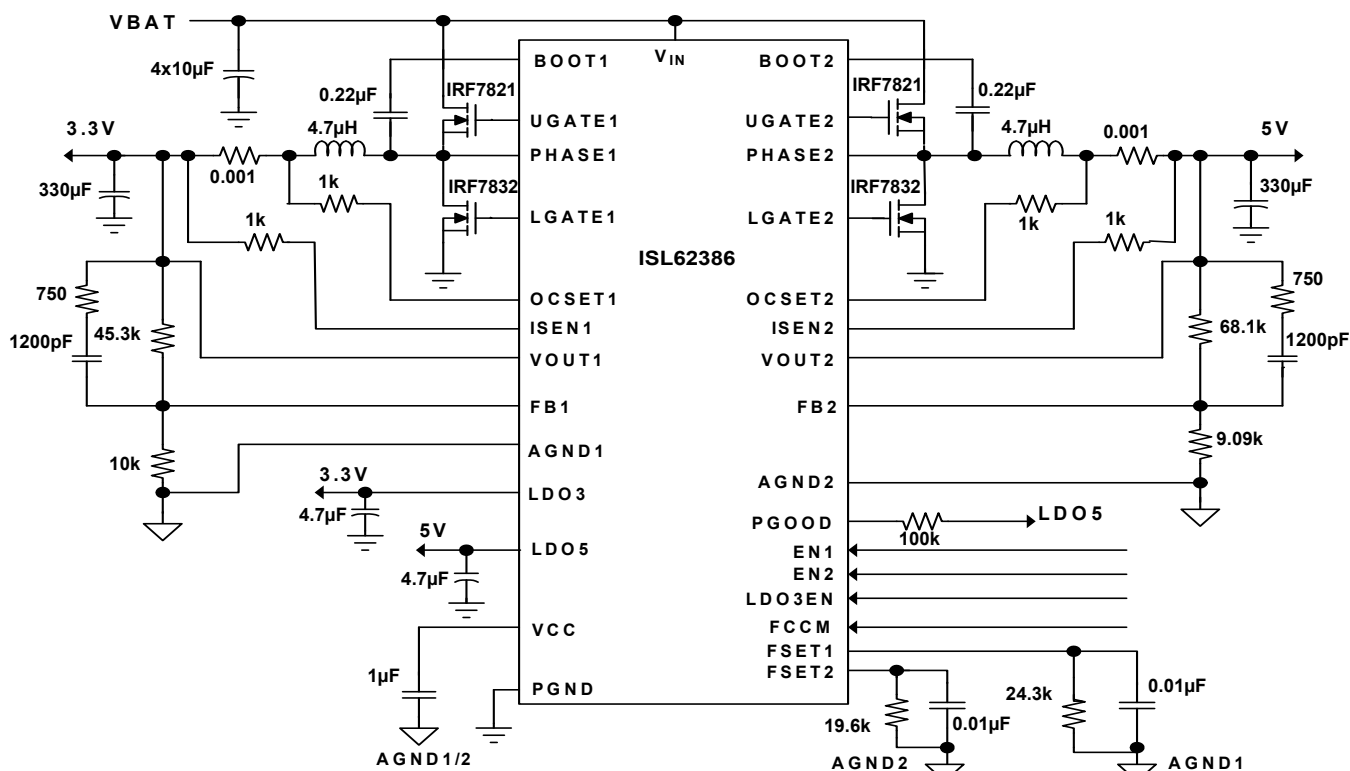 VBAT
4x10µF
VIN
BOOT1
BOOT2
IRF7821
IRF7821
0.22µF
0.22µF
UGATE1
UGATE2
3.3V
4.7µH
4.7µH
0.001
5V
PHASE1
PHASE2
0.001
330µF
1k
IRF7832
IRF7832
330µF
LGATE1
LGATE2
1k
1k
1k
ISL62386
750
750
OCSET1
OCSET2
45.3k
ISEN1
ISEN2
68.1k
1200pF
1200pF
VOUT1
VOUT2
FB1
FB2
10k
AGND1
9.09k
3.3V
AGND2
LDO3
4.7µF
PGOOD
LDO5
100k
5V
LDO5
EN1
4.7µF
EN2
LDO3EN
VCC
FCCM
FSET1
FSET2
1µF
PGND
24.3k
0.01µF
19.6k
0.01µF
AGND1/2
AGND2
AGND1